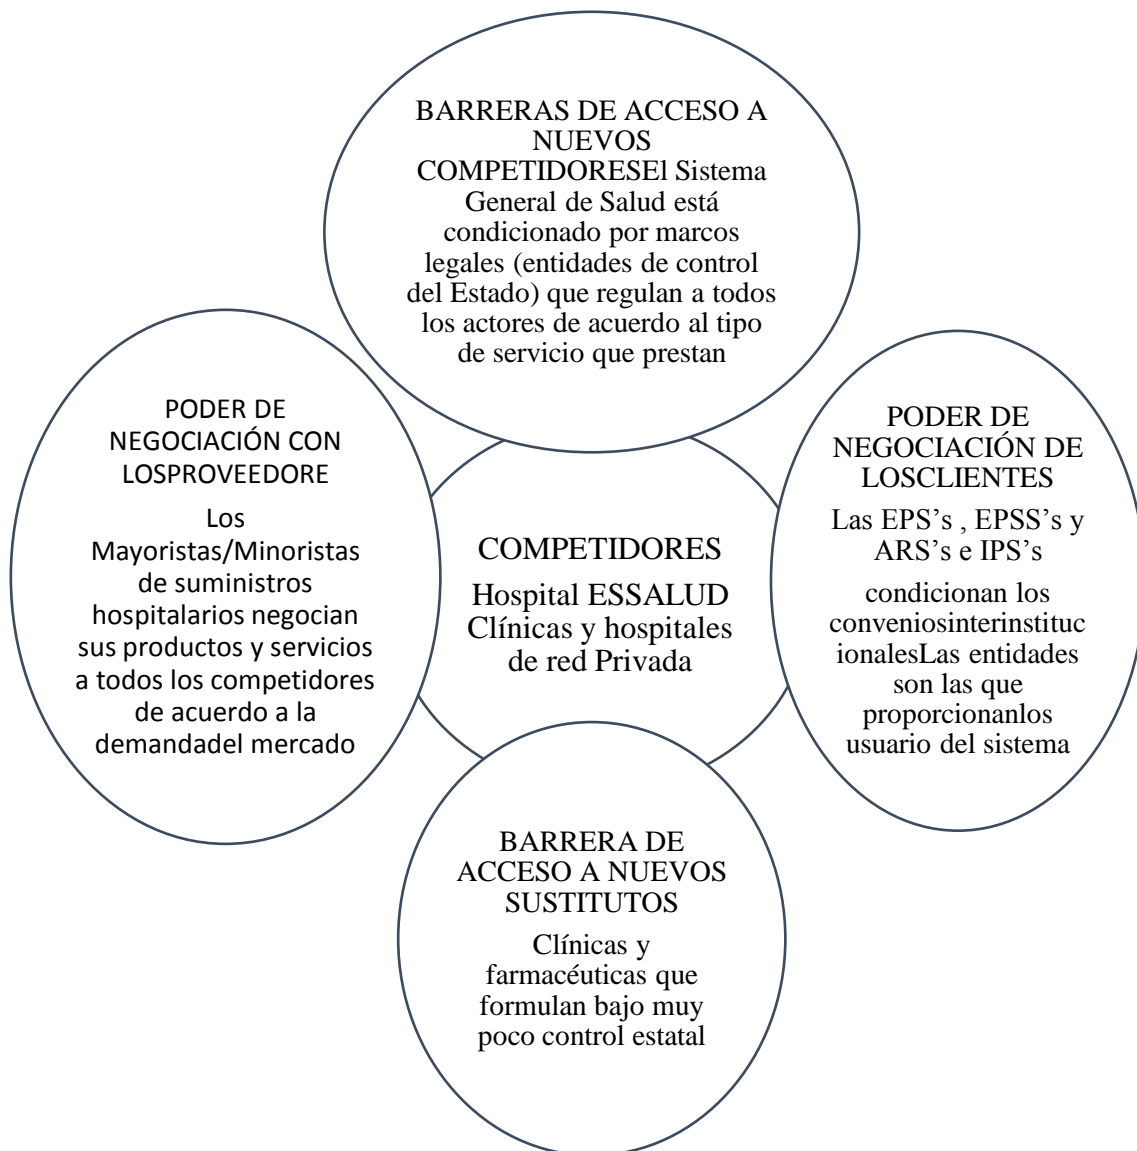 BARRERAS DE ACCESO A
NUEVOS
COMPETIDORESEl Sistema
General de Salud está
condicionado por marcos
legales (entidades de control
del Estado) que regulan a todos
los actores de acuerdo al tipo
de servicio que prestan
PODER DE
NEGOCIACIÓN CON
LOSPROVEEDORE
Los
Mayoristas/Minoristas
de suministros
hospitalarios negocian
sus productos y servicios
a todos los competidores
de acuerdo a la
demandadel mercado
COMPETIDORES
Hospital ESSALUD
Clínicas y hospitales
de red Privada
PODER DE
NEGOCIACIÓN DE
LOSCLIENTES
Las EPS’s , EPSS’s y
ARS’s e IPS’s
condicionan los
conveniosinterinstituc
ionalesLas entidades
son las que
proporcionanlos
usuario del sistema
BARRERA DE
ACCESO A NUEVOS
SUSTITUTOS
Clínicas y
farmacéuticas que
formulan bajo muy
poco control estatal